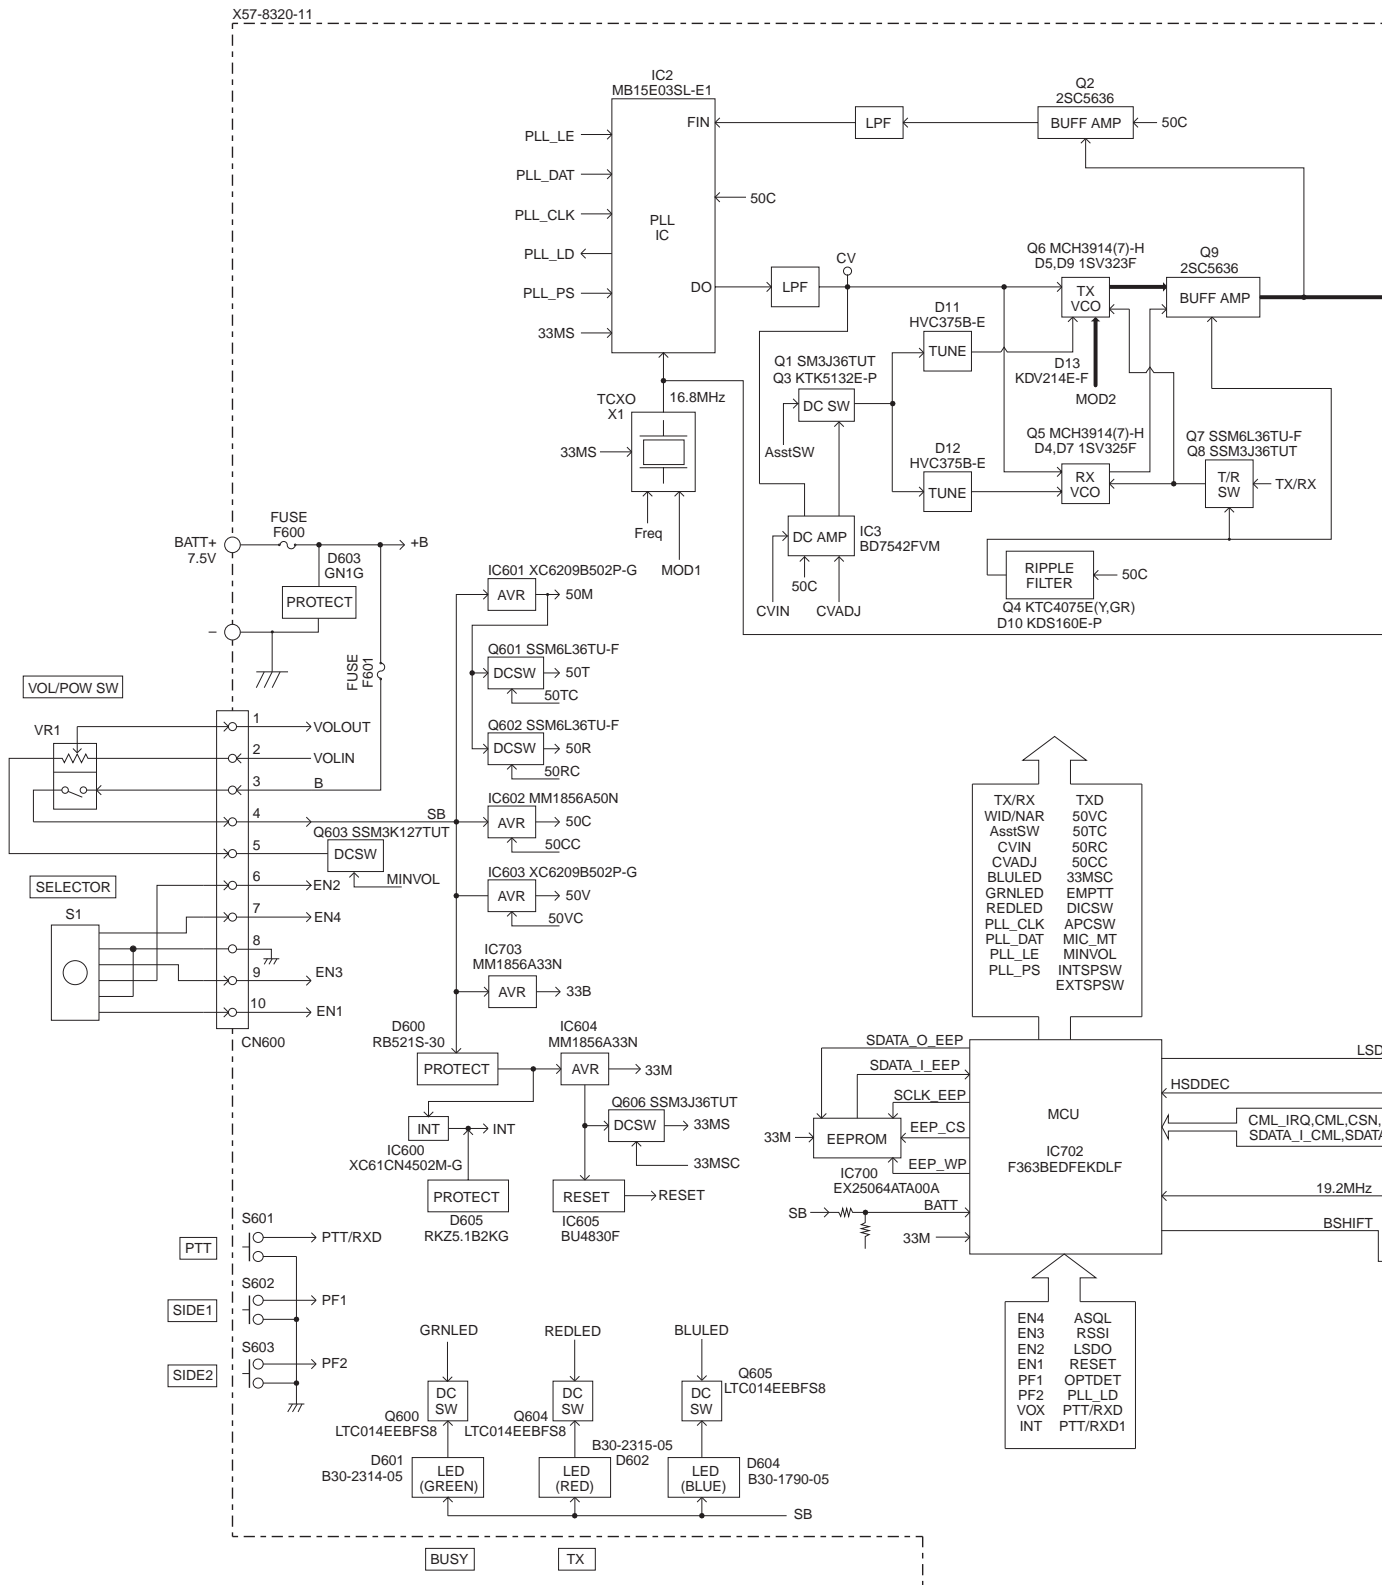 X57-8320-11
IC2
MB15E03SL-E1
PLL_LE
PLL_DAT
PLL_CLK
PLL_LD
PLL_PS
33MS
FIN
PLL
IC
DO
50C
LPF
Q2
2SC5636
BUFF AMP
50C
LPF
CV
Q6 MCH3914(7)-H
D5,D9 1SV323F
TX
VCO
Q9
2SC5636
BUFF AMP
D11
HVC375B-E
TUNE
D13
KDV214E-F
MOD2
Q1 SM3J36TUT
Q3 KTK5132E-P
DC SW
AsstSW
TCXO
X1
16.8MHz
33MS
Freq
MOD1
D12
HVC375B-E
TUNE
Q5 MCH3914(7)-H
D4,D7 1SV325F
RX
VCO
Q7 SSM6L36TU-F
Q8 SSM3J36TUT
T/R
SW
TX/RX
DC AMP
IC3
BD7542FVM
50C
CVIN
CVADJ
RIPPLE
FILTER
50C
Q4 KTC4075E(Y,GR)
D10 KDS160E-P
FUSE
F600
BATT+
7.5V
+B
D603
GN1G
PROTECT
–
FUSE
F601
VOL/POW SW
VR1
1
VOLOUT
2
VOLIN
3
B
4
SB
5
Q603 SSM3K127TUT
DCSW
MINVOL
6
EN2
7
EN4
8
9
EN3
10
EN1
CN600
SELECTOR
S1
IC601 XC6209B502P-G
AVR
50M
Q601 SSM6L36TU-F
DCSW
50T
50TC
Q602 SSM6L36TU-F
DCSW
50R
50RC
IC602 MM1856A50N
AVR
50C
50CC
IC603 XC6209B502P-G
AVR
50V
50VC
IC703
MM1856A33N
AVR
33B
D600
RB521S-30
PROTECT
IC604
MM1856A33N
AVR
33M
INT
INT
IC600
XC61CN4502M-G
PROTECT
D605
RKZ5.1B2KG
Q606 SSM3J36TUT
DCSW
33MS
33MSC
RESET
RESET
IC605
BU4830F
TX/RX TXD
WID/NAR 50VC
AsstSW 50TC
CVIN 50RC
CVADJ 50CC
BLULED 33MSC
GRNLED EMPTT
REDLED DICSW
PLL_CLK APCSW
PLL_DAT MIC_MT
PLL_LE MINVOL
PLL_PS INTSPSW
EXTSPSW
SDATA_O_EEP
SDATA_I_EEP
SCLK_EEP
EEP_CS
EEP_WP
33M
EEPROM
IC700
EX25064ATA00A
SB
BATT
33M
MCU
IC702
F363BEDFEKDLF
LSD
HSDDEC
CML_IRQ,CML,CSN,
SDATA_I_CML,SDATA
19.2MHz
BSHIFT
EN4 ASQL
EN3 RSSI
EN2 LSDO
EN1 RESET
PF1 OPTDET
PF2 PLL_LD
VOX PTT/RXD
INT PTT/RXD1
PTT
S601
PTT/RXD
SIDE1
S602
PF1
SIDE2
S603
PF2
GRNLED
REDLED
BLULED
DC
SW
Q600
LTC014EEBFS8
DC
SW
Q604
LTC014EEBFS8
DC
SW
Q605
LTC014EEBFS8
D601
B30-2314-05
LED
(GREEN)
B30-2315-05
D602
LED
(RED)
LED
(BLUE)
D604
B30-1790-05
SB
BUSY
TX